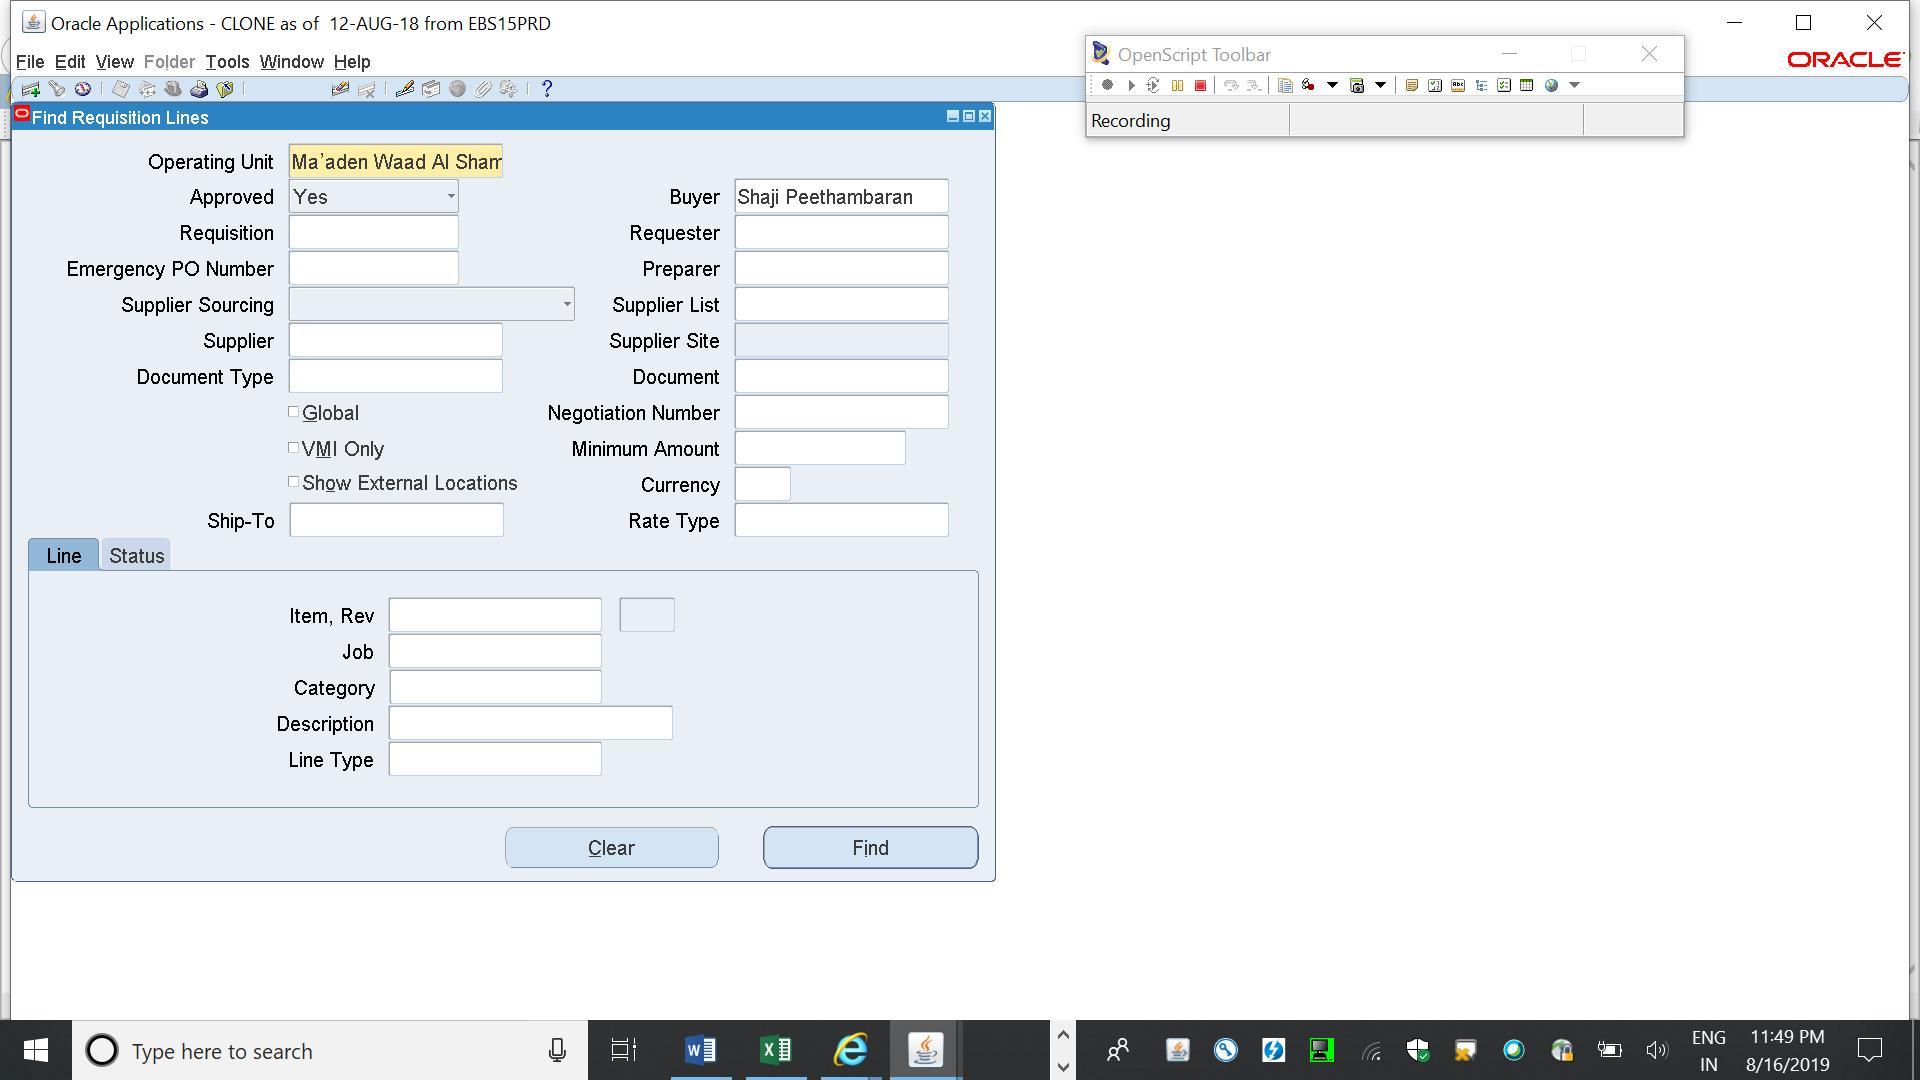 Oracle Applications - CLONE as of  12-AUG-18 from EBS15PRD
File Edit View Folder Tools Window Help
OpenScript Toolbar
ORACLE
Recording
Find Requisition Lines
Operating Unit Ma'aden Waad Al Sham
Approved Yes
Buyer Shaji Peethambaran
Requisition
Requester
Emergency PO Number
Preparer
Supplier Sourcing
Supplier List
Supplier
Supplier Site
Document Type
Document
Global
Negotiation Number
VMI Only
Minimum Amount
Show External Locations
Currency
Ship-To
Rate Type
Line Status
Item, Rev
Job
Category
Description
Line Type
Clear Find
Type here to search
ENG
IN
11:49 PM
8/16/2019